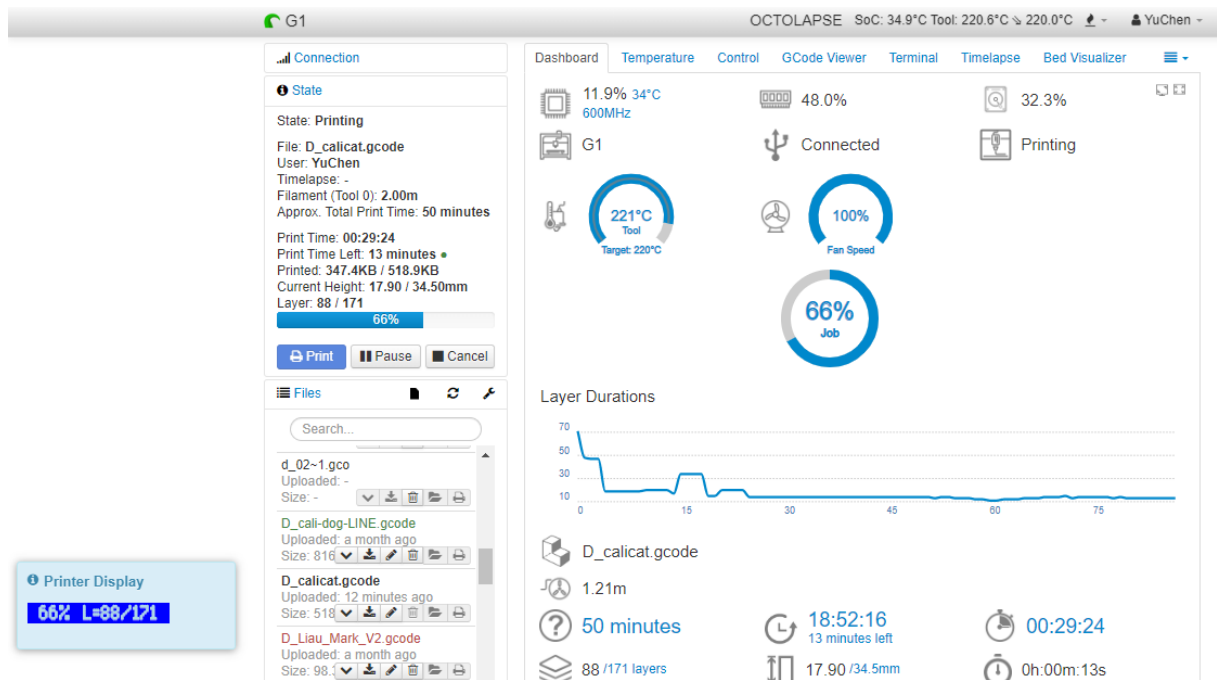 G1
OCTOLAPSE SoC: 34.9°C Tool: 220.6°C ⇘ 220.0°C YuChen
Connection
State
State: Printing
File: D_calicat.gcode
User: YuChen
Timelapse: -
Filament (Tool 0): 2.00m
Approx. Total Print Time: 50 minutes
Print Time: 00:29:24
Print Time Left: 13 minutes ●
Printed: 347.4KB / 518.9KB
Current Height: 17.90 / 34.50mm
Layer: 88 / 171
66%
Print Pause Cancel
Files
Search...
d_02~1.gco
Uploaded: -
Size: -
D_cali-dog-LINE.gcode
Uploaded: a month ago
Size: 816
D_calicat.gcode
Uploaded: 12 minutes ago
Size: 518
D_Liau_Mark_V2.gcode
Uploaded: a month ago
Size: 98.
Printer Display
66% L=88/171
Dashboard Temperature Control GCode Viewer Terminal Timelapse Bed Visualizer
11.9% 34°C
600MHz
48.0%
32.3%
G1
Connected
Printing
221°C
Tool
Target: 220°C
100%
Fan Speed
66%
Job
Layer Durations
70
50
30
10
0 15 30 45 60 75
D_calicat.gcode
1.21m
50 minutes
18:52:16
13 minutes left
00:29:24
88 /171 layers
17.90 /34.5mm
0h:00m:13s